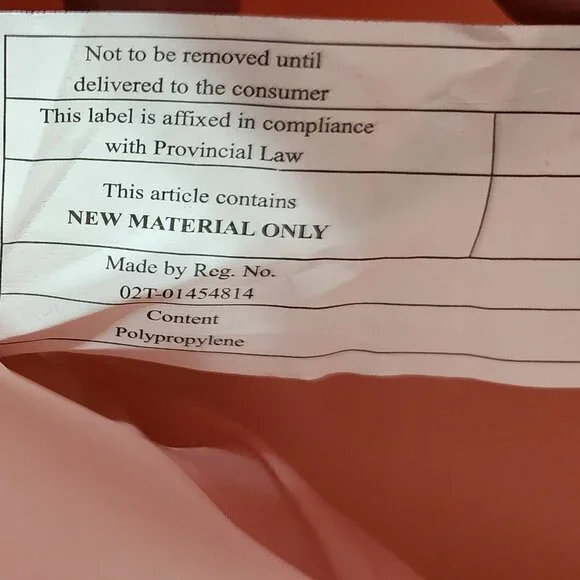 Not to be removed until
delivered to the consumer
This label is affixed in compliance
with Provincial Law
This article contains
NEW MATERIAL ONLY
Made by Reg. No.
02T-01454814
Content
Polypropylene